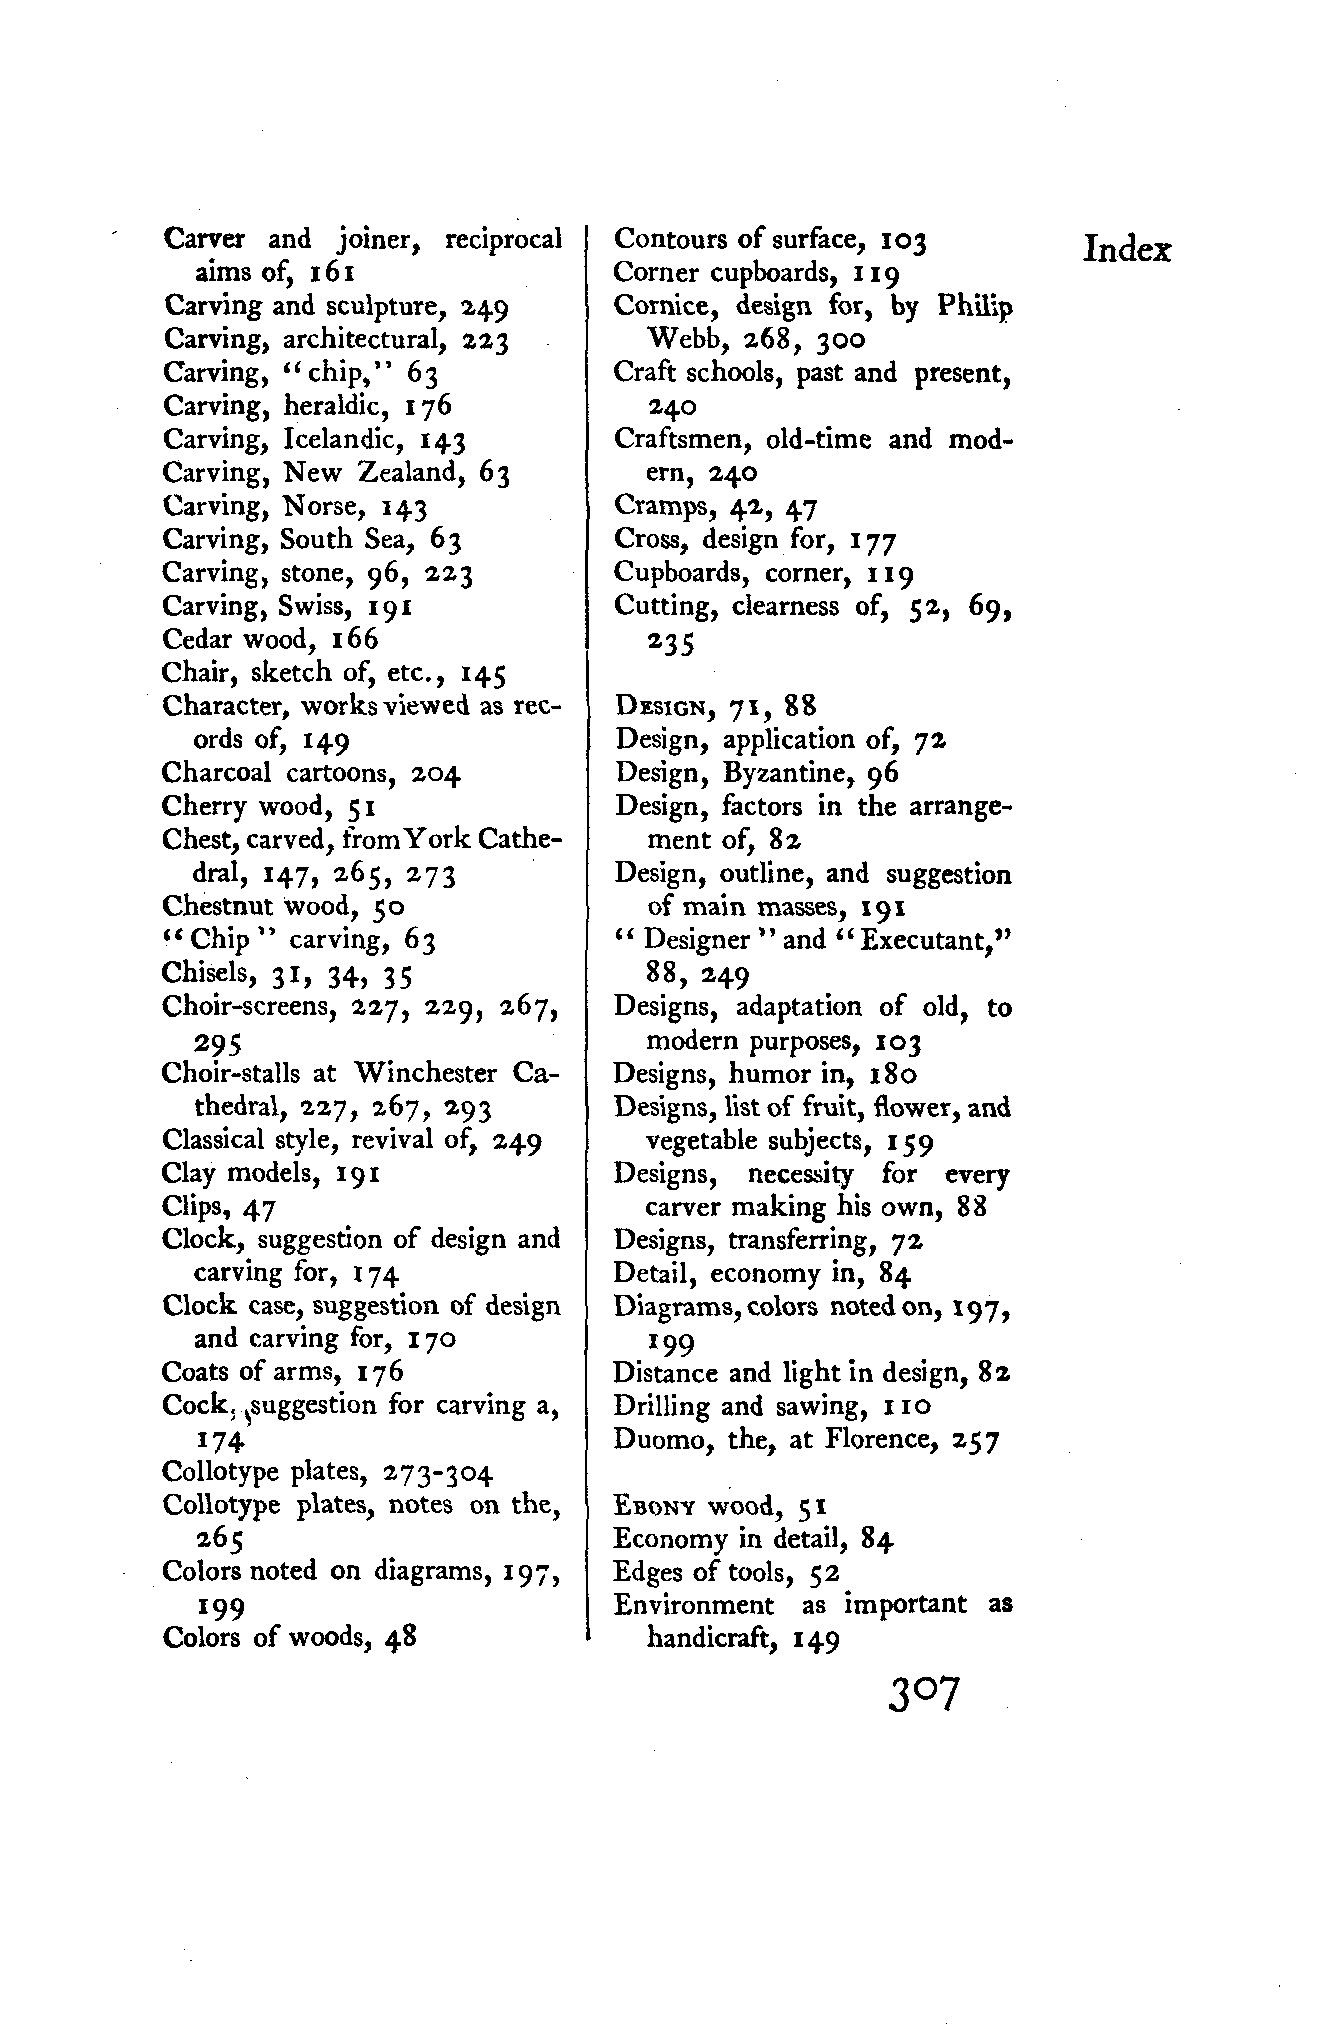 Index
Carver and joiner, reciprocal
aims of, 161
Carving and sculpture, 249
Carving, architectural, 223
Carving, "chip," 63
Carving, heraldic, 176
Carving, Icelandic, 143
Carving, New Zealand, 63
Carving, Norse, 143
Carving, South Sea, 63
Carving, stone, 96, 223
Carving, Swiss, 191
Cedar wood, 166
Chair, sketch of, etc., 145
Character, works viewed as rec-
ords of, 149
Charcoal cartoons, 204
Cherry wood, 51
Chest, carved, from York Cathe-
dral, 147, 265, 273
Chestnut wood, 50
"Chip" carving, 63
Chisels, 31, 34, 35
Choir-screens, 227, 229, 267,
295
Choir-stalls at Winchester Ca-
thedral, 227, 267, 293
Classical style, revival of, 249
Clay models, 191
Clips, 47
Clock, suggestion of design and
carving for, 174
Clock case, suggestion of design
and carving for, 170
Coats of arms, 176
Cock, suggestion for carving a,
174
Collotype plates, 273-304
Collotype plates, notes on the,
265
Colors noted on diagrams, 197,
199
Colors of woods, 48
Contours of surface, 103
Corner cupboards, 119
Cornice, design for, by Philip
Webb, 268, 300
Craft schools, past and present,
240
Craftsmen, old-time and mod-
ern, 240
Cramps, 42, 47
Cross, design for, 177
Cupboards, corner, 119
Cutting, clearness of, 52, 69,
235
DESIGN, 71, 88
Design, application of, 72
Design, Byzantine, 96
Design, factors in the arrange-
ment of, 82
Design, outline, and suggestion
of main masses, 191
"Designer" and "Executant,"
88, 249
Designs, adaptation of old, to
modern purposes, 103
Designs, humor in, 180
Designs, list of fruit, flower, and
vegetable subjects, 159
Designs, necessity for every
carver making his own, 88
Designs, transferring, 72
Detail, economy in, 84
Diagrams, colors noted on, 197,
199
Distance and light in design, 82
Drilling and sawing, 110
Duomo, the, at Florence, 257
EBONY wood, 51
Economy in detail, 84
Edges of tools, 52
Environment as important as
handicraft, 149
307